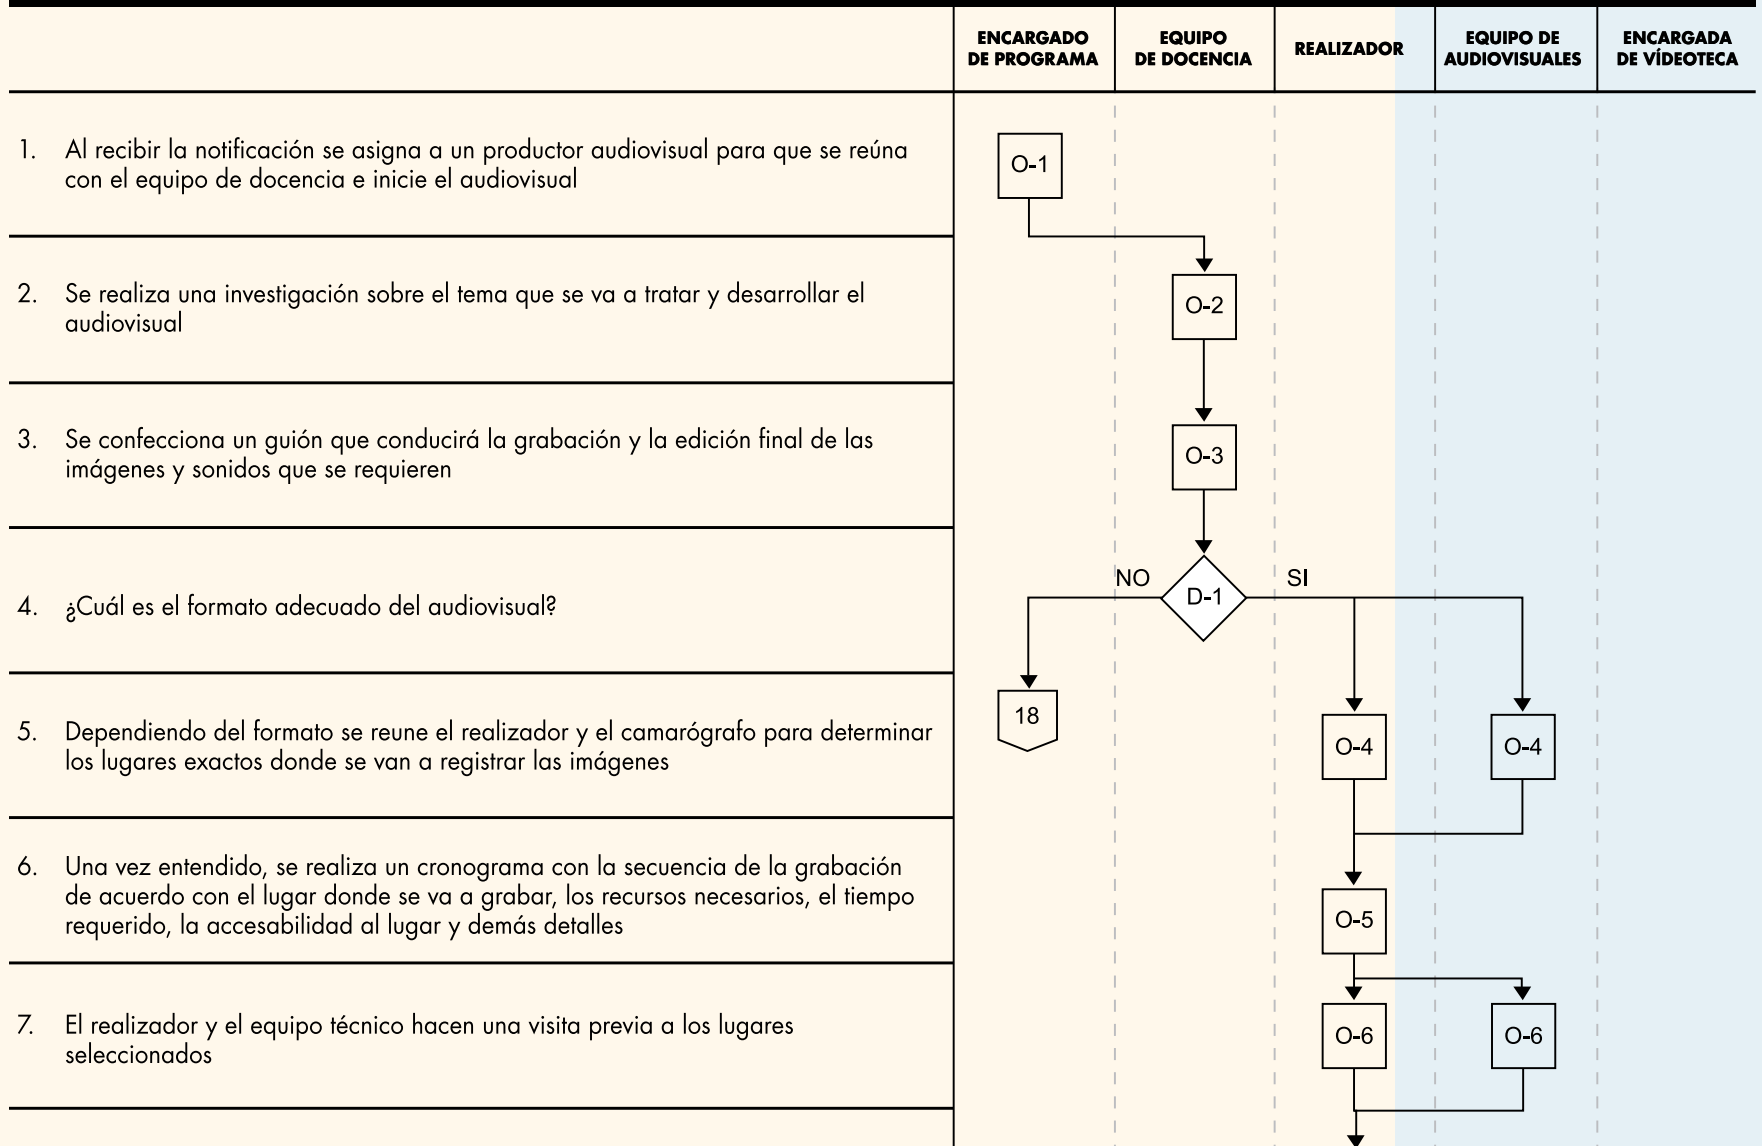 ENCARGADO
DE PROGRAMA
EQUIPO
DE DOCENCIA
REALIZADOR
EQUIPO DE
AUDIOVISUALES
ENCARGADA
DE VÍDEOTECA
1. Al recibir la notificación se asigna a un productor audiovisual para que se reúna
con el equipo de docencia e inicie el audiovisual
O-1
2. Se realiza una investigación sobre el tema que se va a tratar y desarrollar el
audiovisual
O-2
3. Se confecciona un guión que conducirá la grabación y la edición final de las
imágenes y sonidos que se requieren
O-3
4. ¿Cuál es el formato adecuado del audiovisual?
NO
D-1
SI
5. Dependiendo del formato se reune el realizador y el camarógrafo para determinar
los lugares exactos donde se van a registrar las imágenes
18
O-4
O-4
6. Una vez entendido, se realiza un cronograma con la secuencia de la grabación
de acuerdo con el lugar donde se va a grabar, los recursos necesarios, el tiempo
requerido, la accesabilidad al lugar y demás detalles
O-5
7. El realizador y el equipo técnico hacen una visita previa a los lugares
seleccionados
O-6
O-6